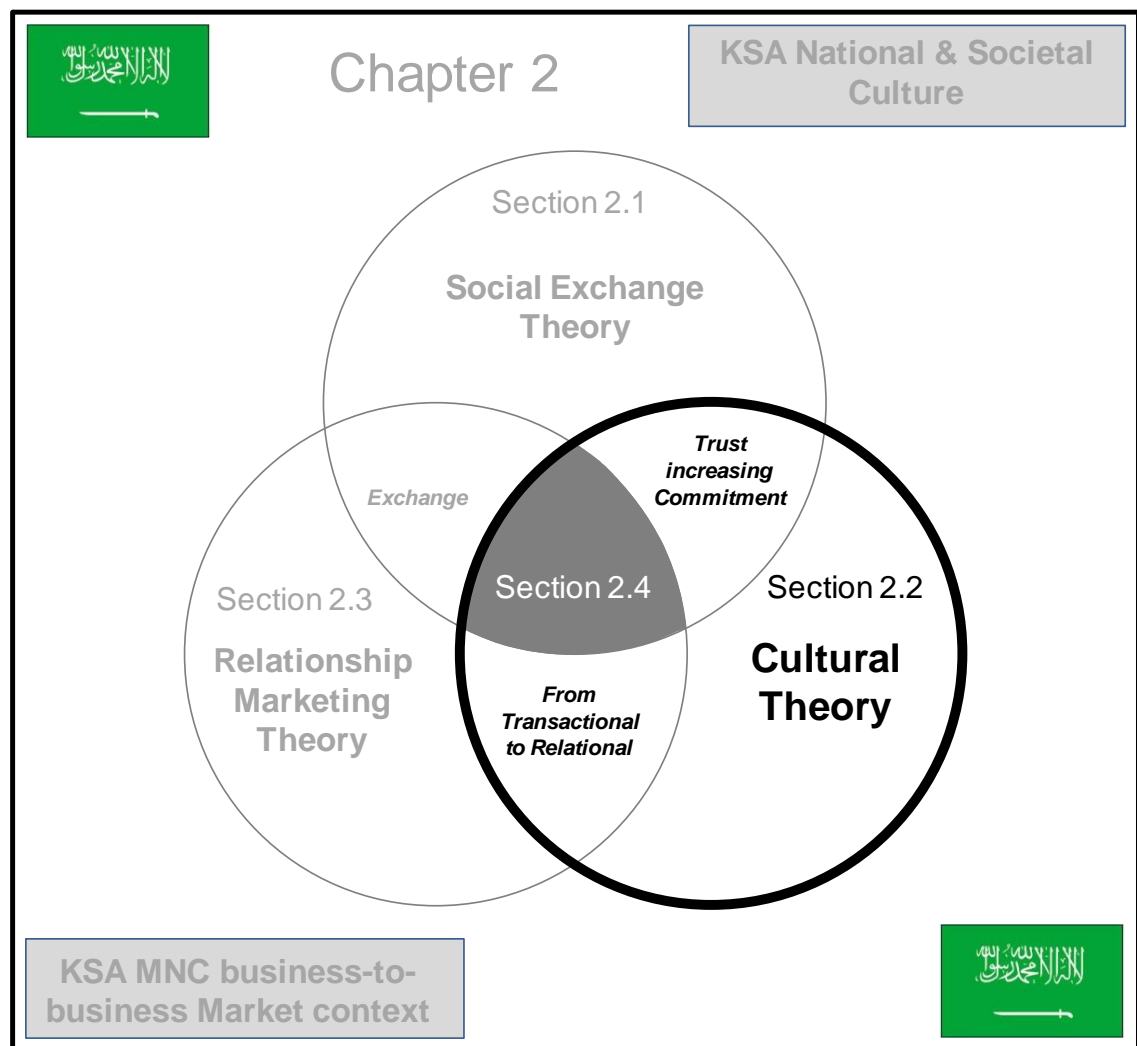 لا إله إلا الله محمد رسول الله
Chapter 2
KSA National & Societal
Culture
Section 2.1
Social Exchange
Theory
Trust
increasing
Commitment
Exchange
Section 2.4
Section 2.3
Relationship
Marketing
Theory
Section 2.2
Cultural
Theory
From
Transactional
to Relational
KSA MNC business-to-
business Market context
لا إله إلا الله محمد رسول الله